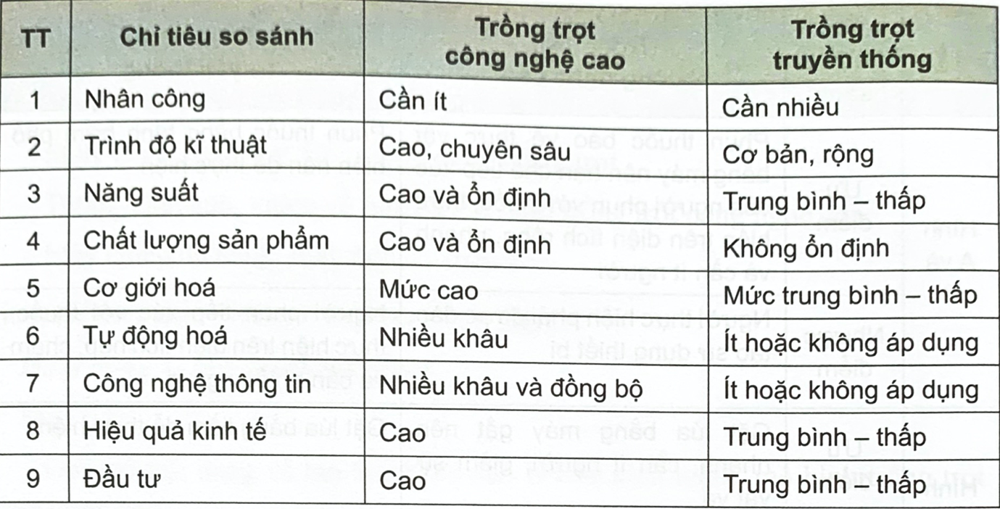 TT Chỉ tiêu so sánh Trồng trọt công nghệ cao Trồng trọt truyền thống
1 Nhân công Cần ít Cần nhiều
2 Trình độ kĩ thuật Cao, chuyên sâu Cơ bản, rộng
3 Năng suất Cao và ổn định Trung bình – thấp
4 Chất lượng sản phẩm Cao và ổn định Không ổn định
5 Cơ giới hoá Mức cao Mức trung bình – thấp
6 Tự động hoá Nhiều khâu Ít hoặc không áp dụng
7 Công nghệ thông tin Nhiều khâu và đồng bộ Ít hoặc không áp dụng
8 Hiệu quả kinh tế Cao Trung bình – thấp
9 Đầu tư Cao Trung bình – thấp